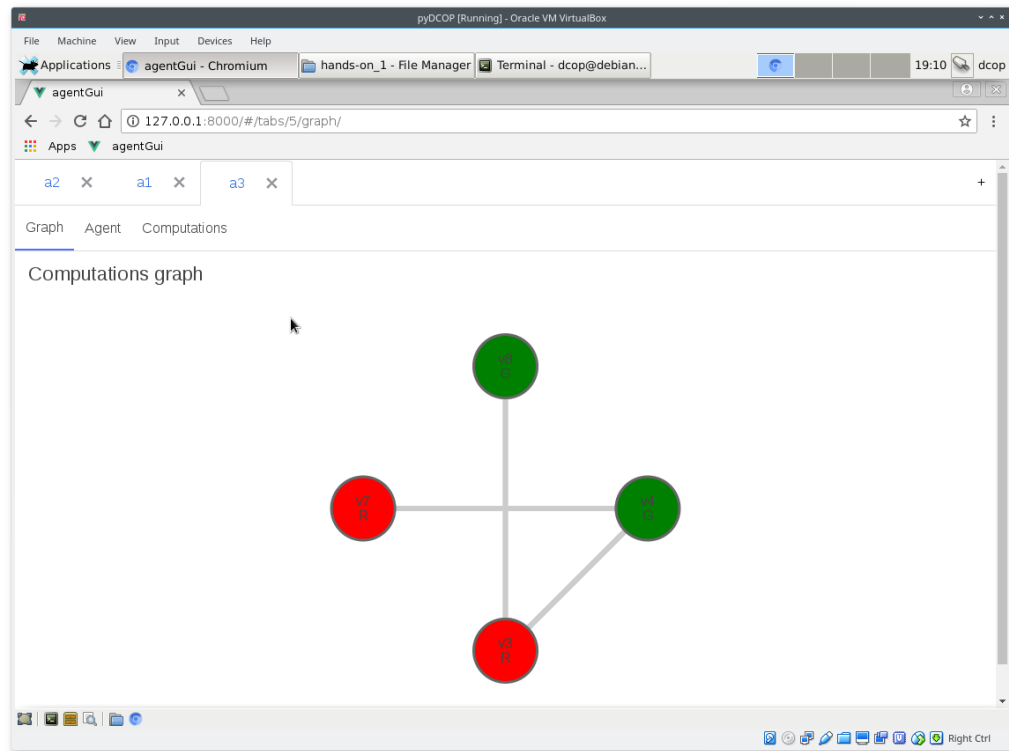 pyDCOP [Running] - Oracle VM VirtualBox
File Machine View Input Devices Help
Applications agentGui - Chromium hands-on_1 - File Manager Terminal - dcop@debian... 19:10 dcop
agentGui
127.0.0.1:8000/#/tabs/5/graph/
Apps agentGui
a2 a1 a3 +
Graph Agent Computations
Computations graph
G
v7
R
G
v3
R
Right Ctrl